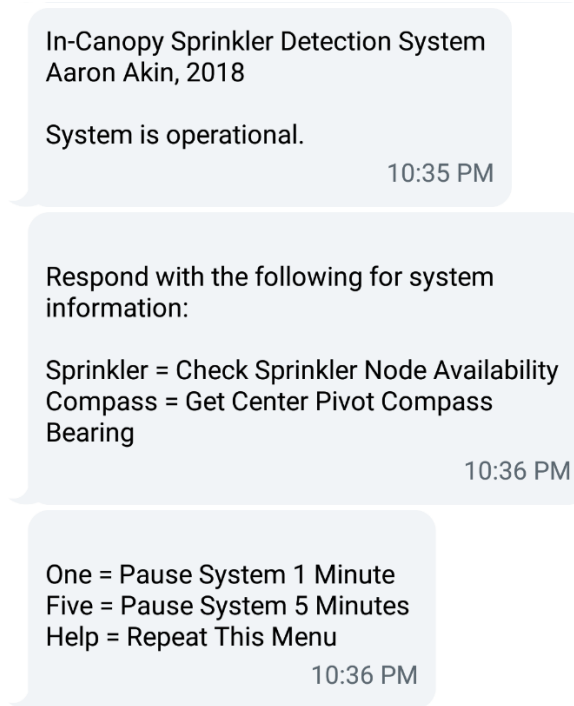 In-Canopy Sprinkler Detection System
Aaron Akin, 2018
System is operational.
10:35 PM
Respond with the following for system
information:
Sprinkler = Check Sprinkler Node Availability
Compass = Get Center Pivot Compass
Bearing
10:36 PM
One = Pause System 1 Minute
Five = Pause System 5 Minutes
Help = Repeat This Menu
10:36 PM